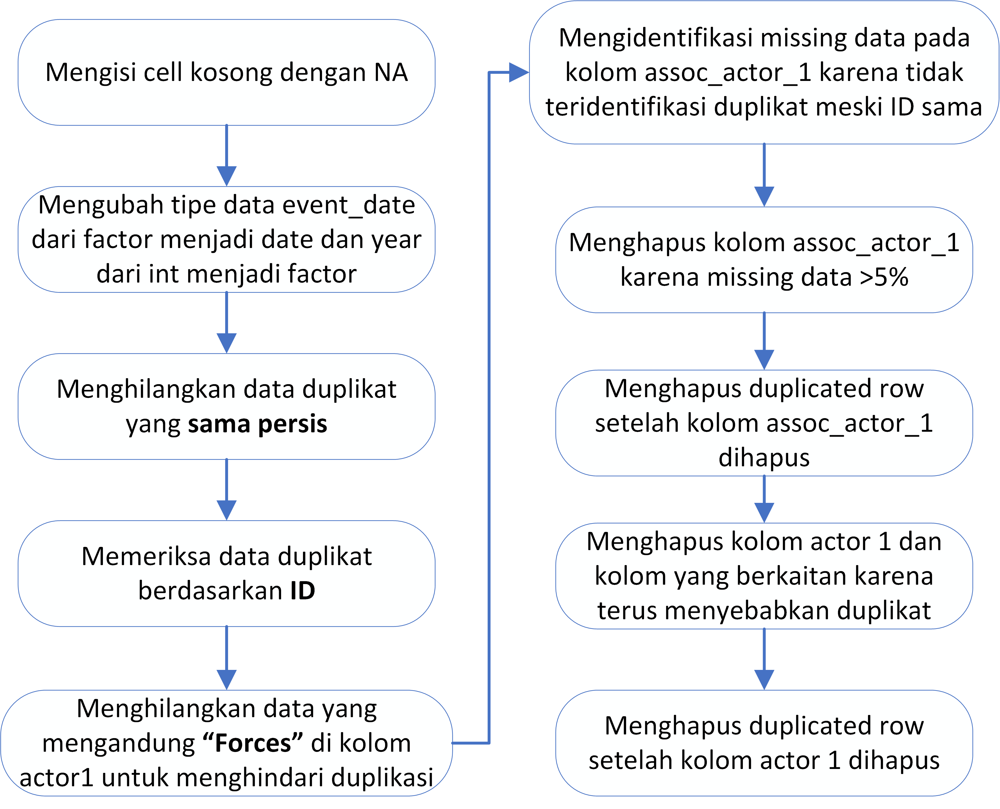 Mengisi cell kosong dengan NA
Mengubah tipe data event_date
dari factor menjadi date dan year
dari int menjadi factor
Menghilangkan data duplikat
yang sama persis
Memeriksa data duplikat
berdasarkan ID
Menghilangkan data yang
mengandung “Forces” di kolom
actor1 untuk menghindari duplikasi
Mengidentifikasi missing data pada
kolom assoc_actor_1 karena tidak
teridentifikasi duplikat meski ID sama
Menghapus kolom assoc_actor_1
karena missing data >5%
Menghapus duplicated row
setelah kolom assoc_actor_1
dihapus
Menghapus kolom actor 1 dan
kolom yang berkaitan karena
terus menyebabkan duplikat
Menghapus duplicated row
setelah kolom actor 1 dihapus